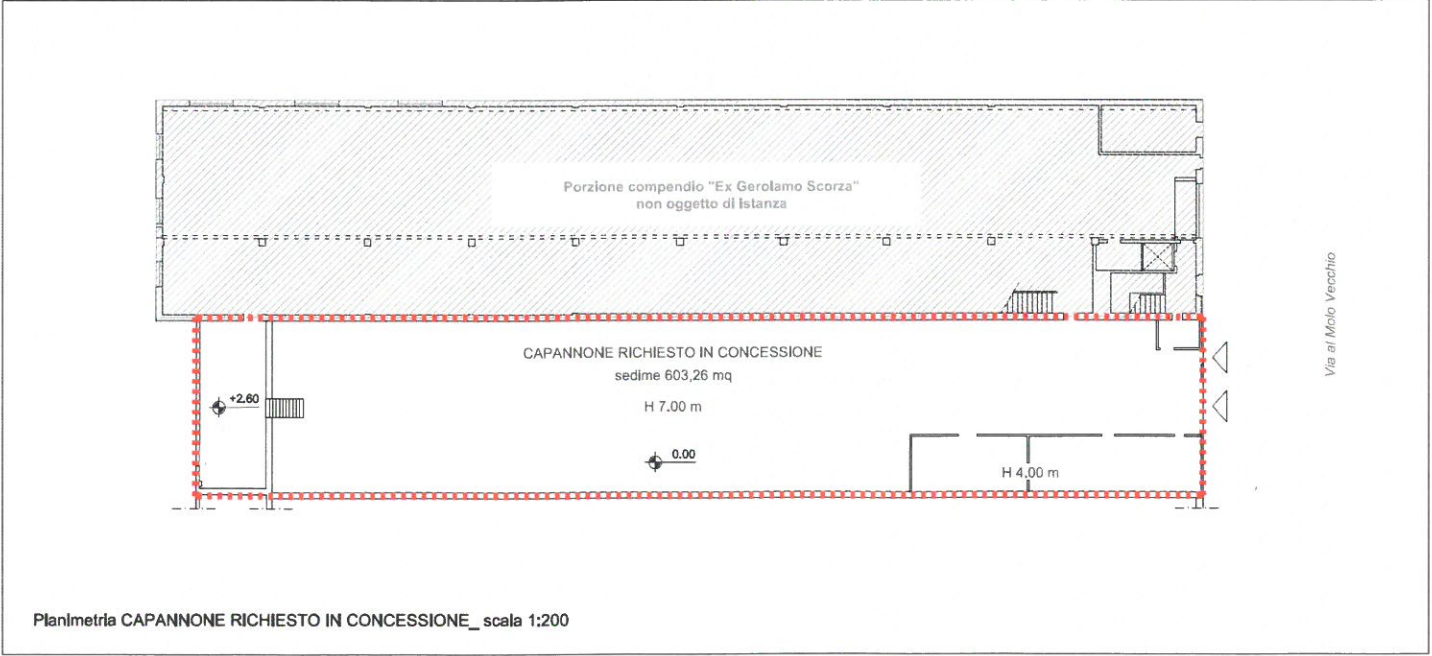 Porzione compendio "Ex Gerolamo Scorza"
non oggetto di istanza
Via al Molo Vecchio
CAPANNONE RICHIESTO IN CONCESSIONE
sedime 603,26 mq
+2.60
H 7.00 m
0.00
H 4.00 m
Planimetria CAPANNONE RICHIESTO IN CONCESSIONE_ scala 1:200